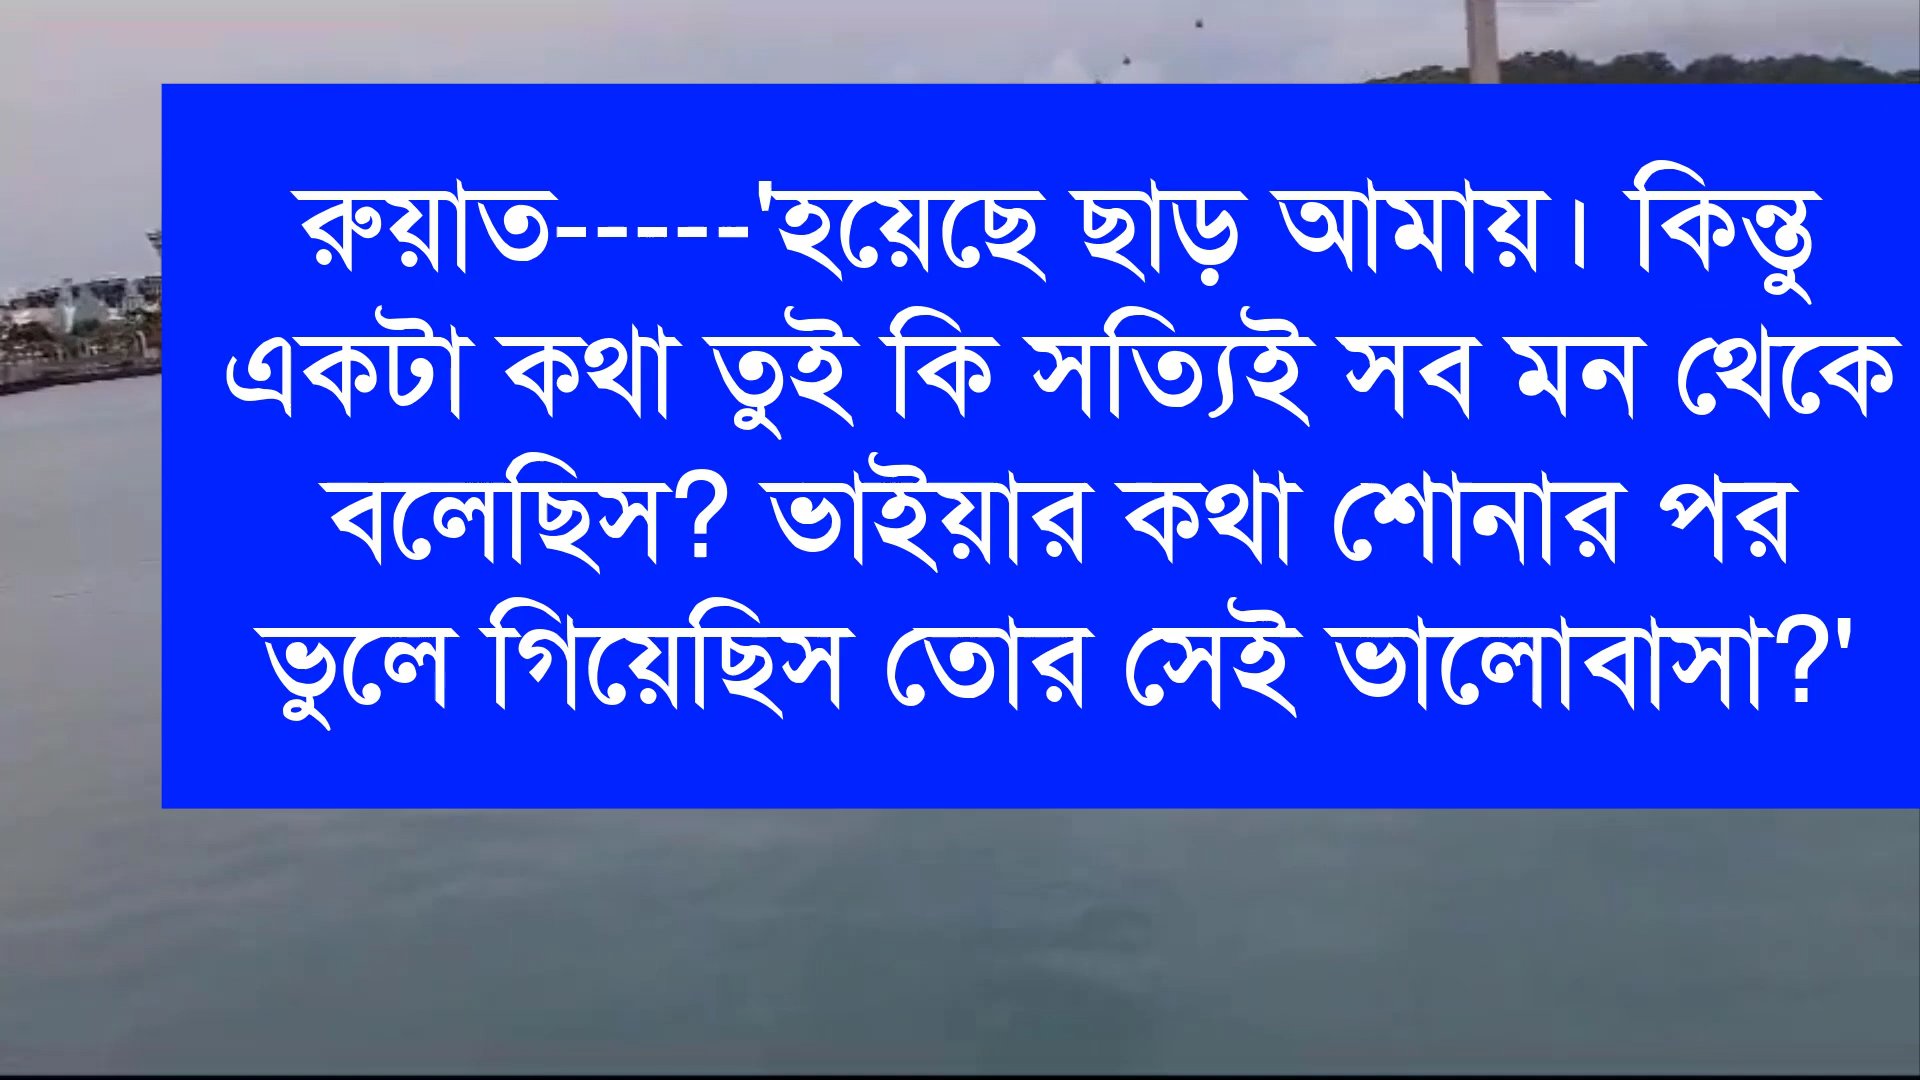 রুয়াত-----'হয়েছে ছাড় আমায়। কিন্তু
একটা কথা তুই কি সত্যিই সব মন থেকে
বলেছিস? ভাইয়ার কথা শোনার পর
ভুলে গিয়েছিস তোর সেই ভালোবাসা?'